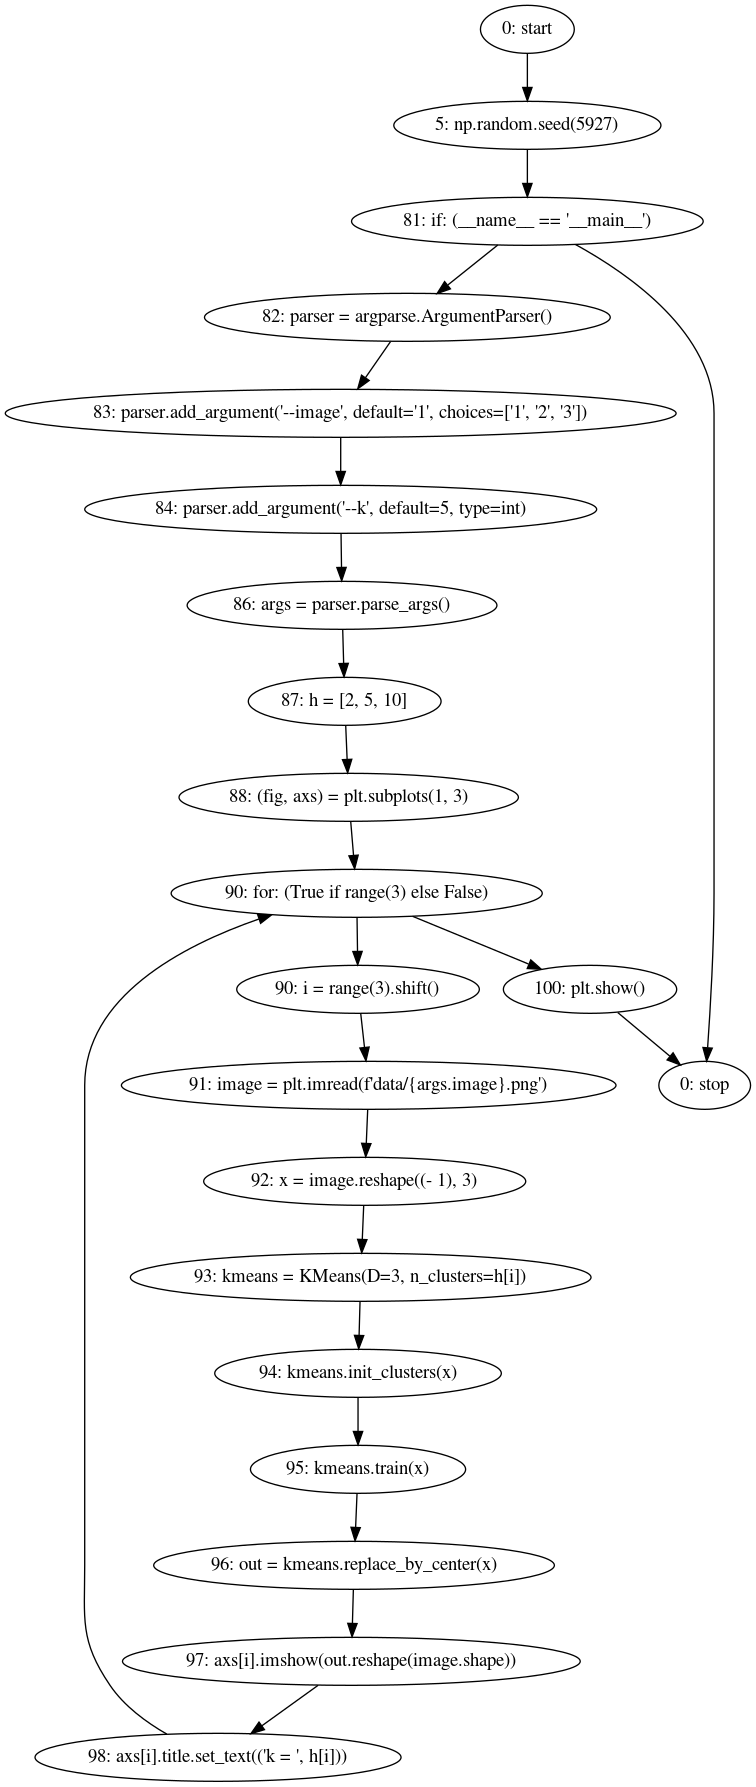 0: start
5: np.random.seed(5927)
81: if: (__name__ == '__main__')
82: parser = argparse.ArgumentParser()
83: parser.add_argument('--image', default='1', choices=['1', '2', '3'])
84: parser.add_argument('--k', default=5, type=int)
86: args = parser.parse_args()
87: h = [2, 5, 10]
88: (fig, axs) = plt.subplots(1, 3)
90: for: (True if range(3) else False)
90: i = range(3).shift()
100: plt.show()
91: image = plt.imread(f'data/{args.image}.png')
0: stop
92: x = image.reshape((- 1), 3)
93: kmeans = KMeans(D=3, n_clusters=h[i])
94: kmeans.init_clusters(x)
95: kmeans.train(x)
96: out = kmeans.replace_by_center(x)
97: axs[i].imshow(out.reshape(image.shape))
98: axs[i].title.set_text(('k = ', h[i]))